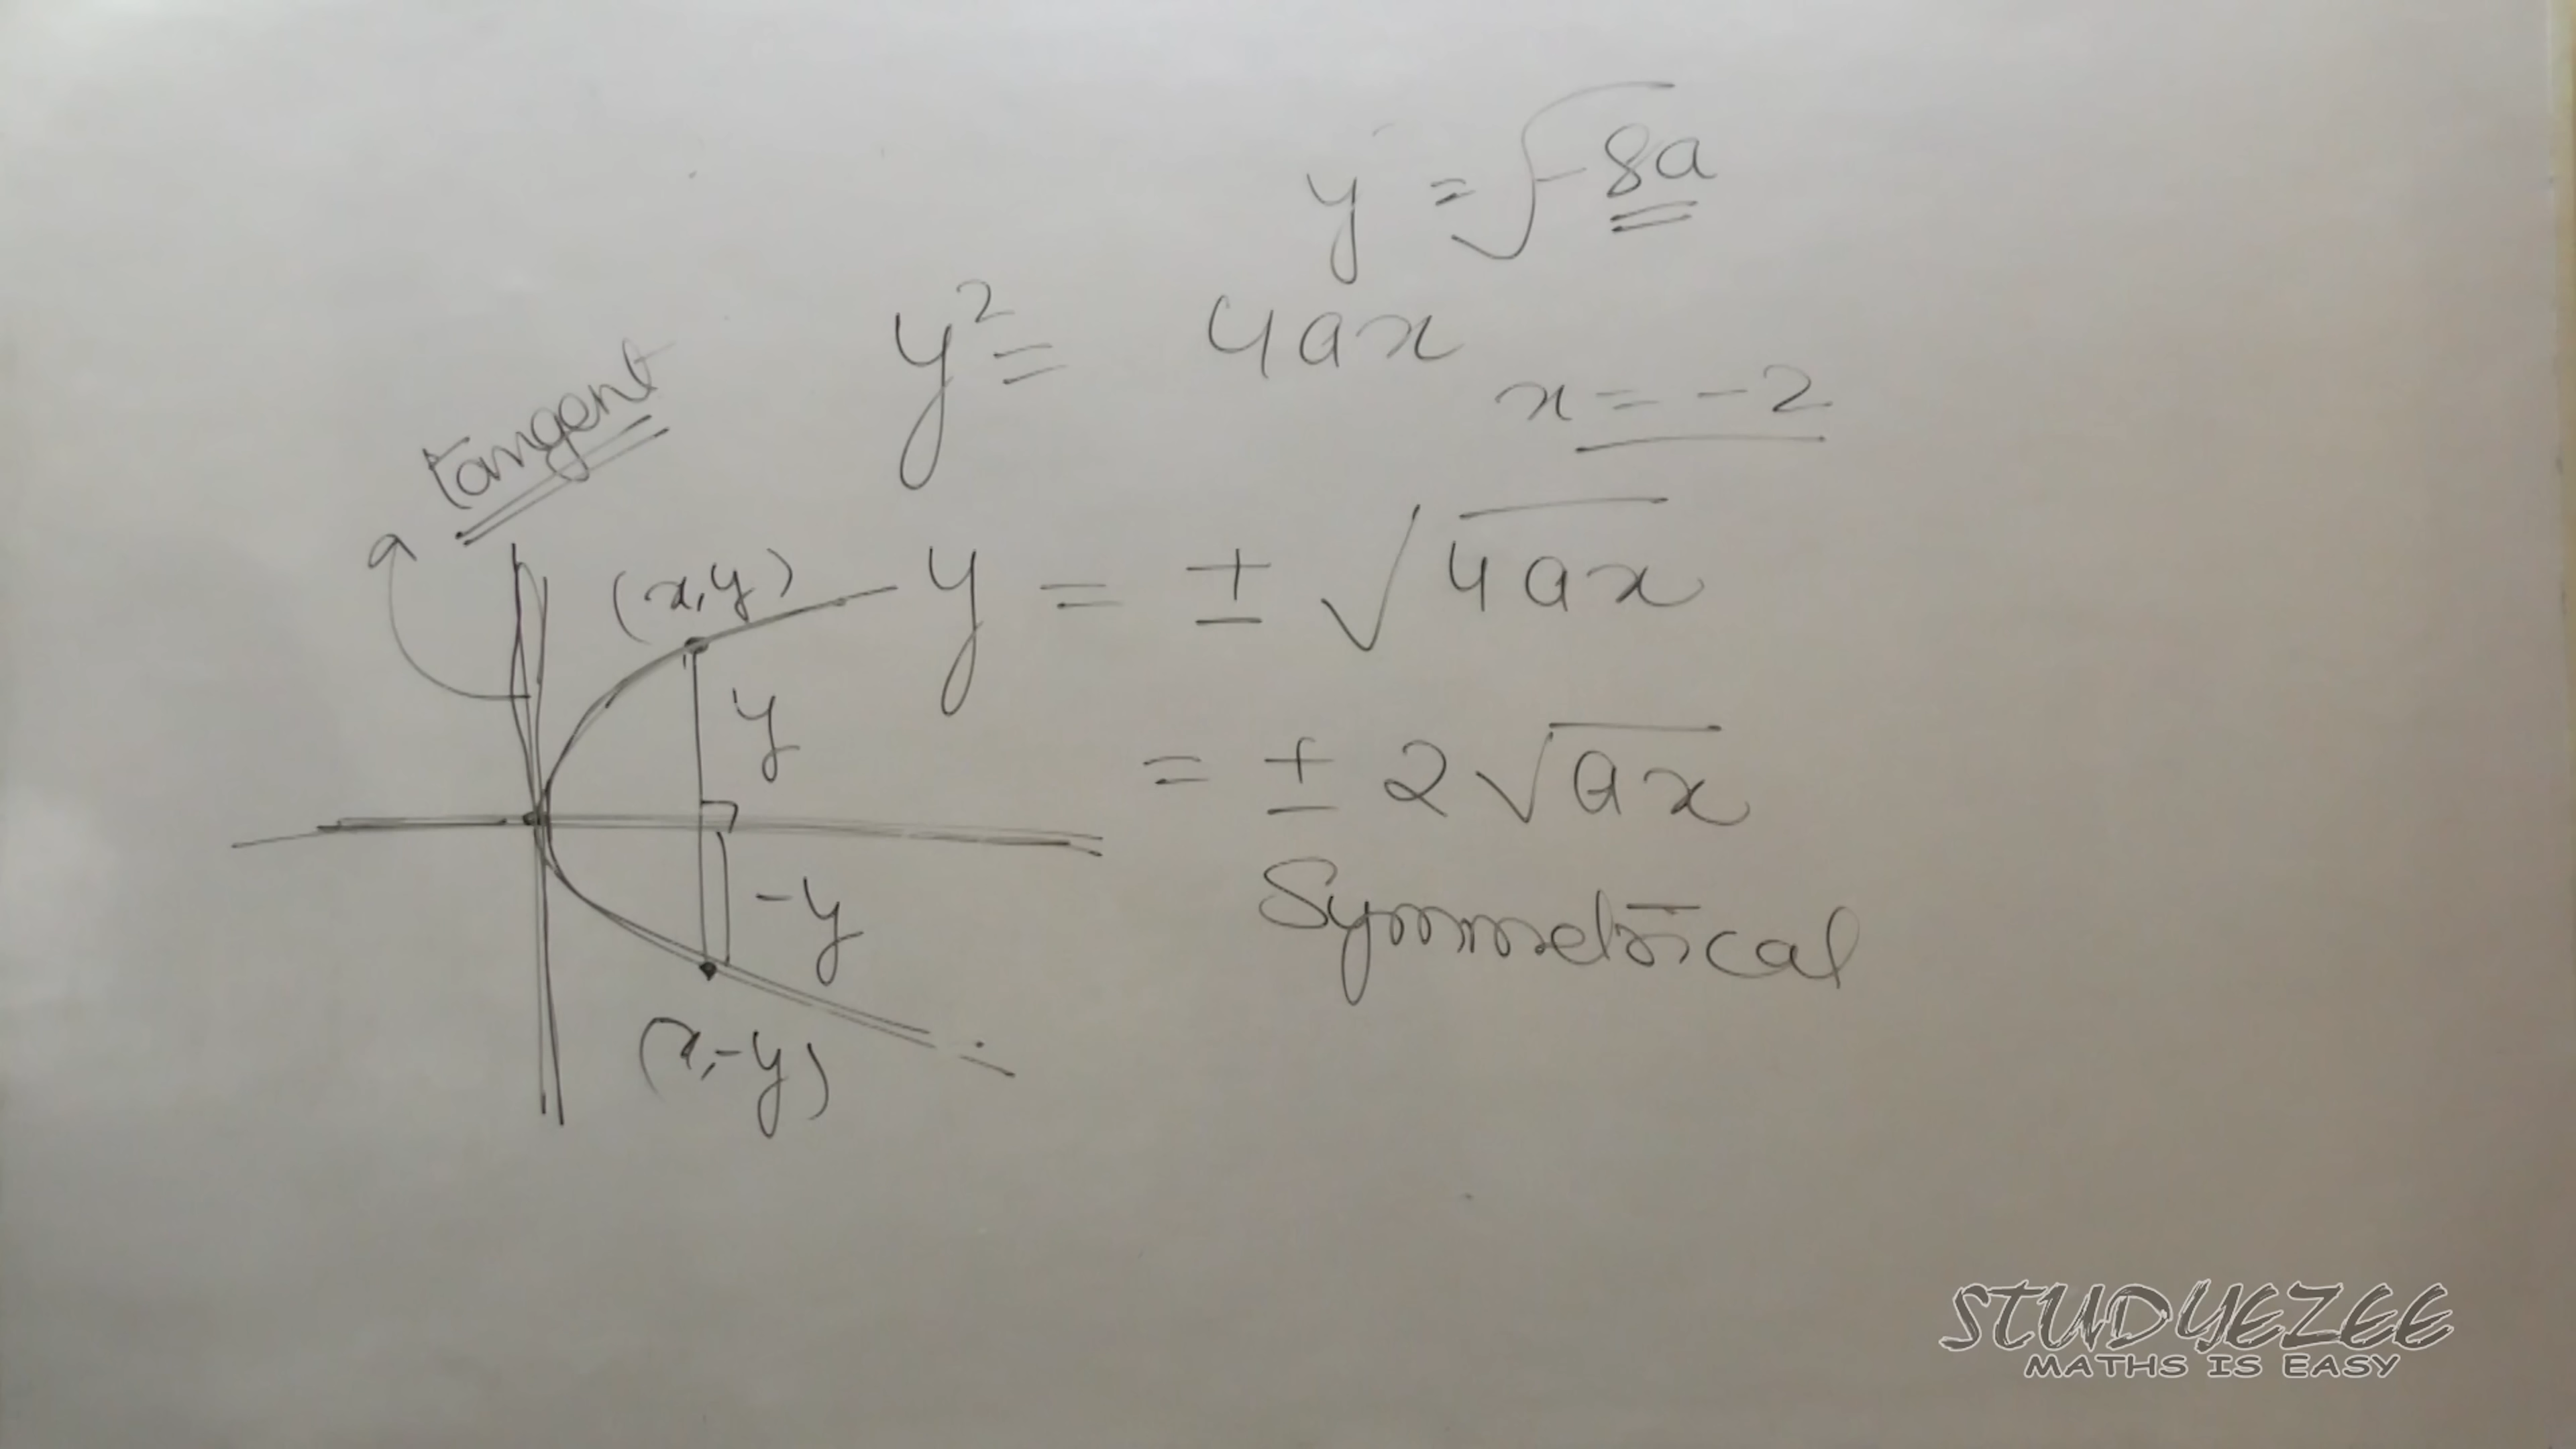 y = √-8a
y² = 4ax
x = -2
tangent
(x,y)
y = ± √4ax
y
= ± 2√ax
-y
Symmetrical
(x,-y)
STUDYEZEE
MATHS IS EASY